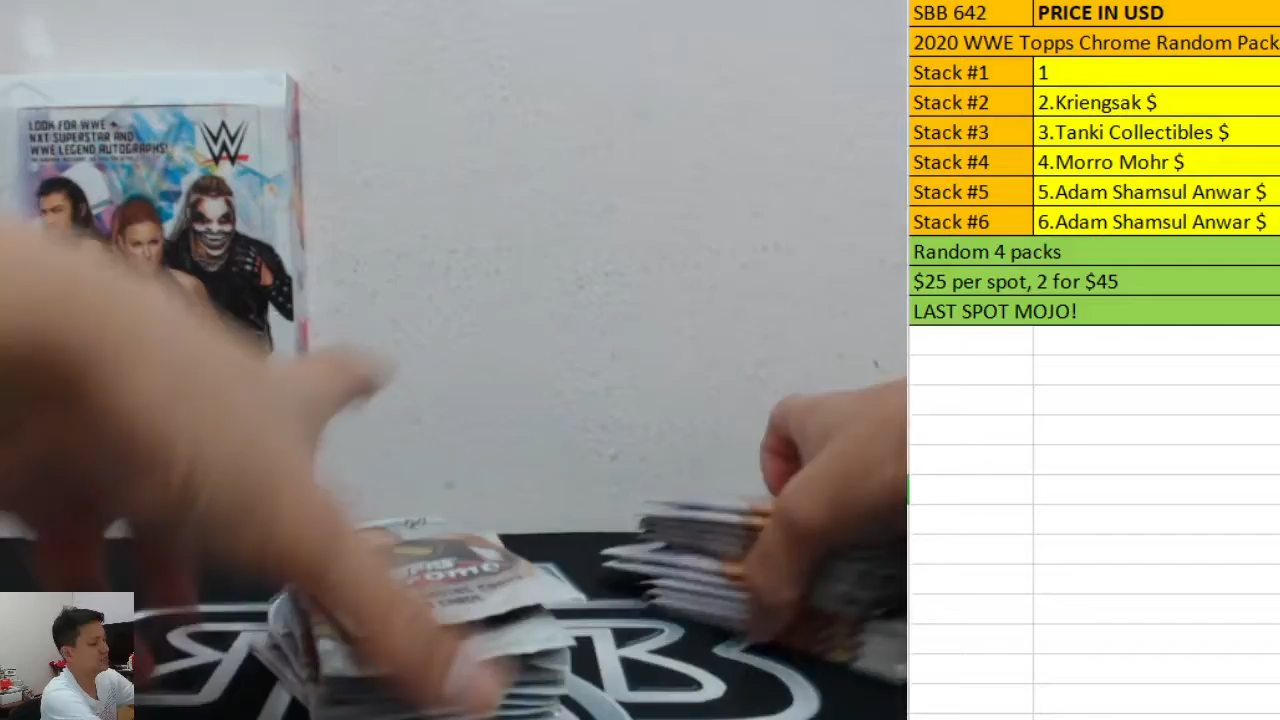 SBB 642 PRICE IN USD
2020 WWE Topps Chrome Random Pack
Stack #1 1
Stack #2 2.Kriengsak $
Stack #3 3.Tanki Collectibles $
Stack #4 4.Morro Mohr $
Stack #5 5.Adam Shamsul Anwar $
Stack #6 6.Adam Shamsul Anwar $
Random 4 packs
$25 per spot, 2 for $45
LAST SPOT MOJO!
LOOK FOR WWE
NXT SUPERSTAR AND
WWE LEGEND AUTOGRAPHS!
W